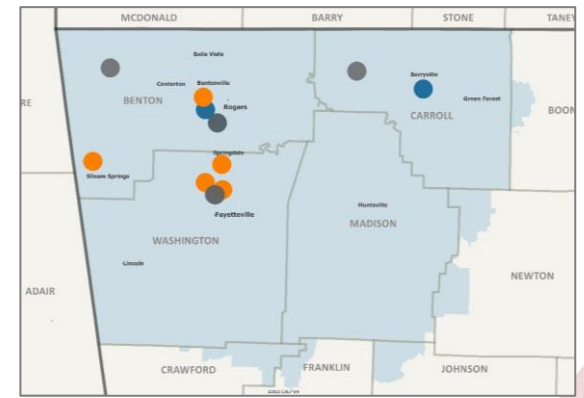 MCDONALD
BARRY
STONE
TANEY
Bella Vista
Centerton
Bentonville
Berryville
RE
BENTON
Rogers
Green Forest
CARROLL
BOON
Springdale
Siloam Springs
Huntsville
Fayetteville
MADISON
WASHINGTON
Lincoln
NEWTON
ADAIR
CRAWFORD
FRANKLIN
JOHNSON